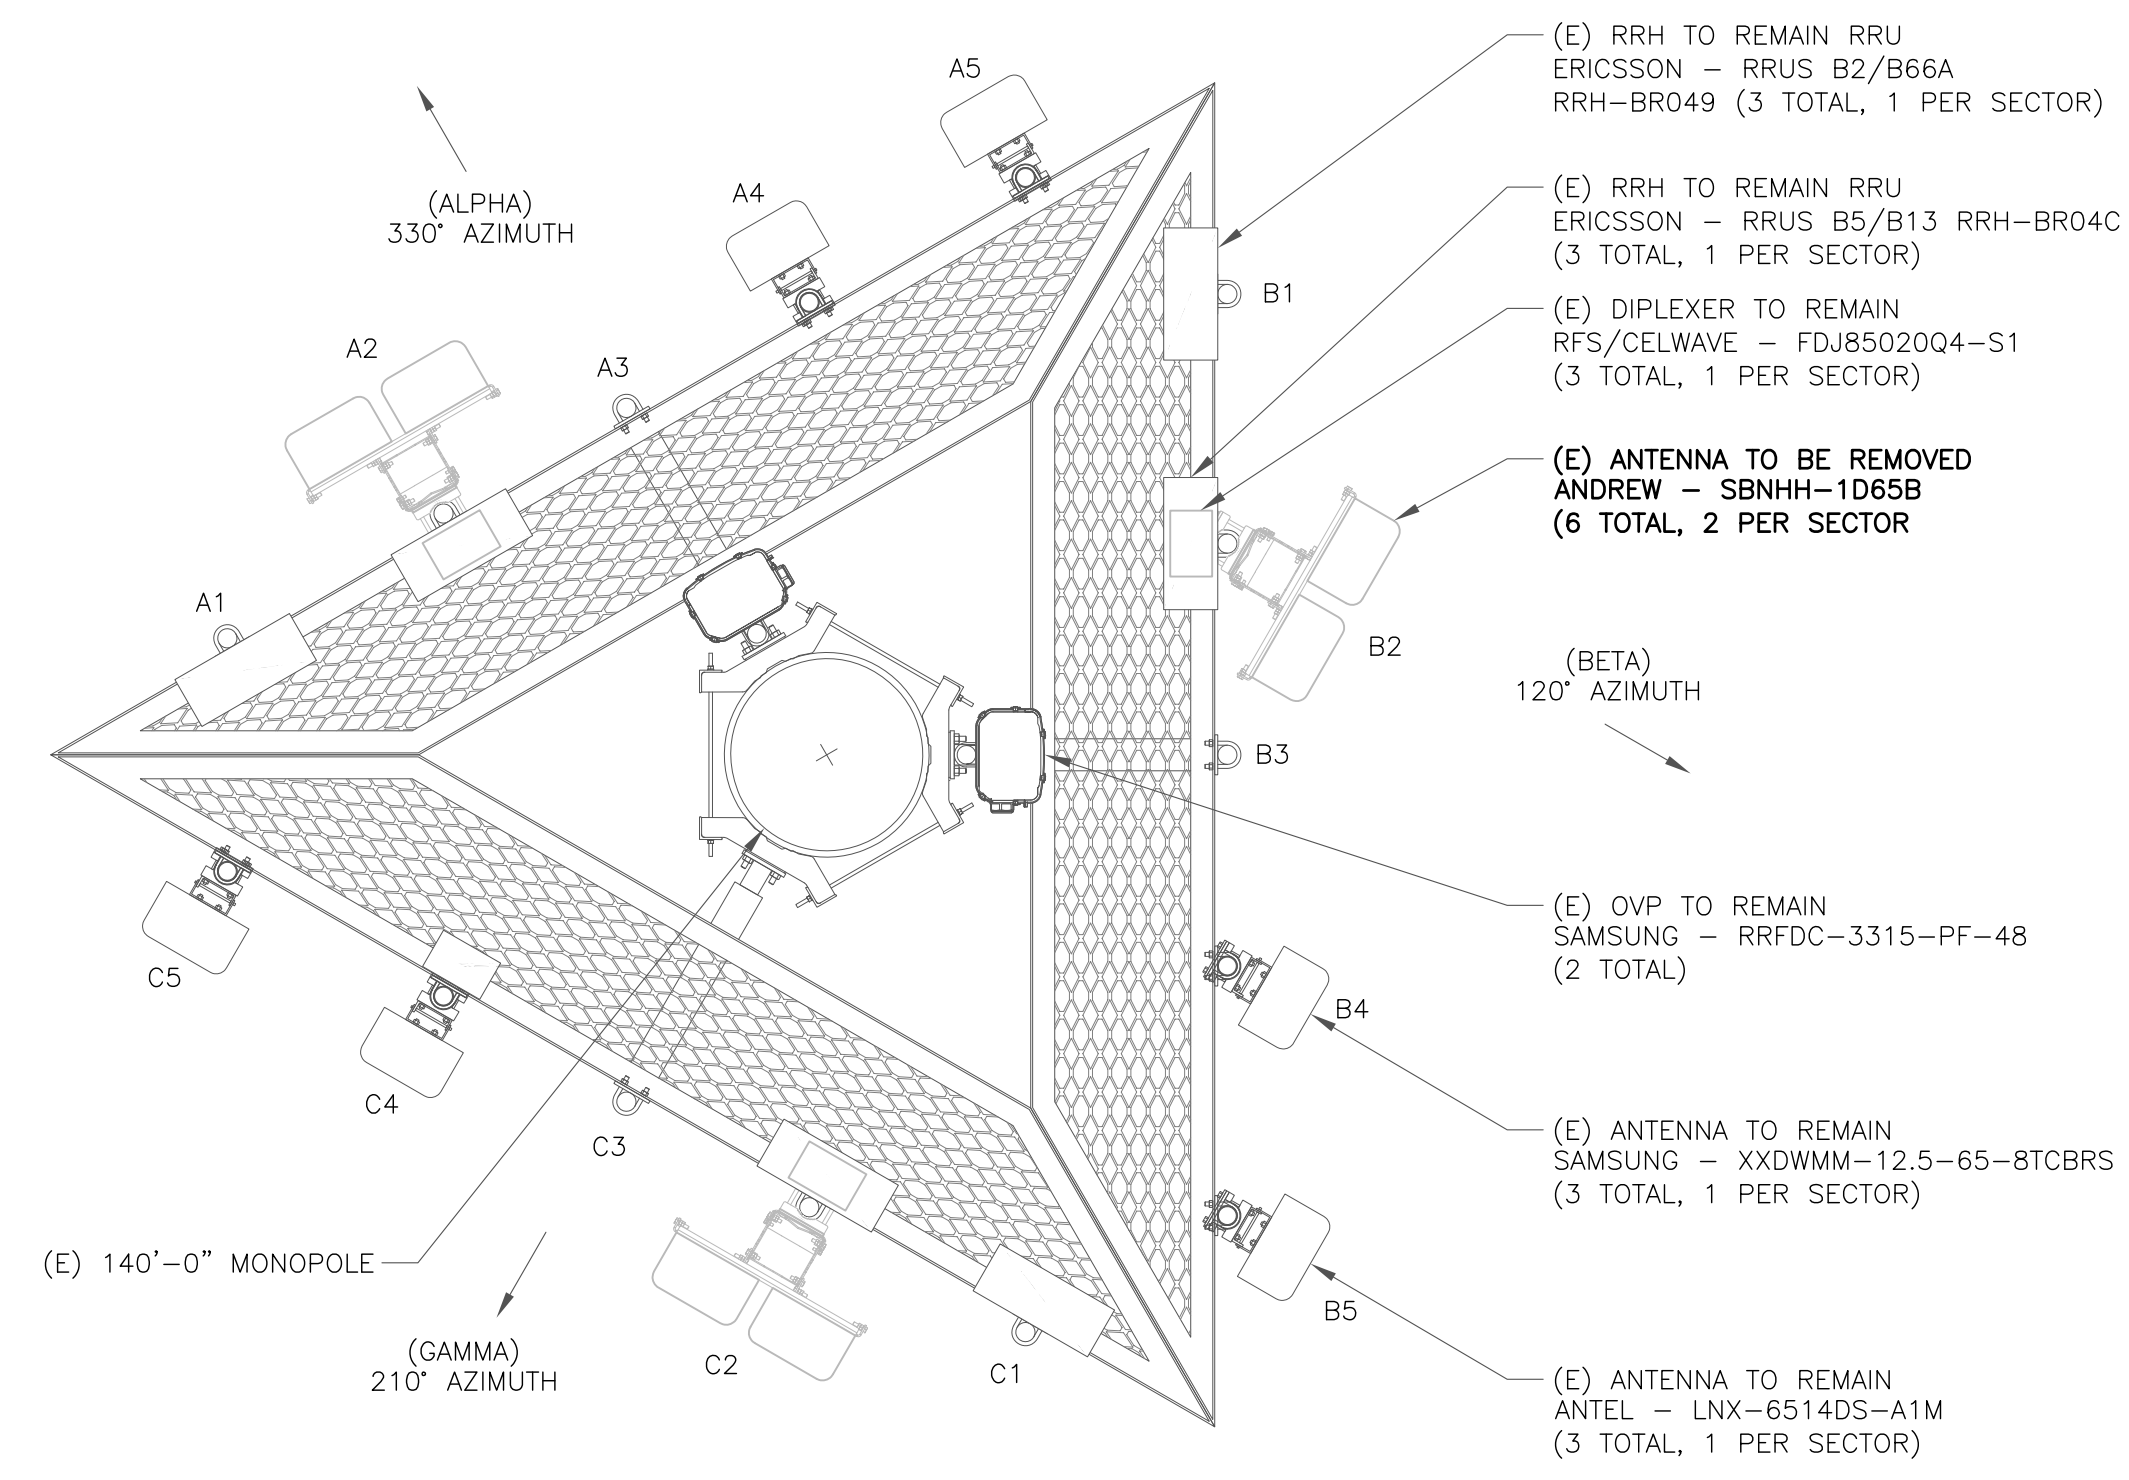 (E) RRH TO REMAIN RRU
ERICSSON – RRUS B2/B66A
RRH–BR049 (3 TOTAL, 1 PER SECTOR)
A5
(ALPHA)
330° AZIMUTH
A4
(E) RRH TO REMAIN RRU
ERICSSON – RRUS B5/B13 RRH–BR04C
(3 TOTAL, 1 PER SECTOR)
B1
(E) DIPLEXER TO REMAIN
RFS/CELWAVE – FDJ85020Q4–S1
(3 TOTAL, 1 PER SECTOR)
A2
A3
(E) ANTENNA TO BE REMOVED
ANDREW – SBNHH–1D65B
(6 TOTAL, 2 PER SECTOR
A1
B2
(BETA)
120° AZIMUTH
B3
(E) OVP TO REMAIN
SAMSUNG – RRFDC–3315–PF–48
(2 TOTAL)
C5
B4
C4
C3
(E) ANTENNA TO REMAIN
SAMSUNG – XXDWMM–12.5–65–8TCBRS
(3 TOTAL, 1 PER SECTOR)
(E) 140’–0” MONOPOLE
B5
(GAMMA)
210° AZIMUTH
C2
C1
(E) ANTENNA TO REMAIN
ANTEL – LNX–6514DS–A1M
(3 TOTAL, 1 PER SECTOR)